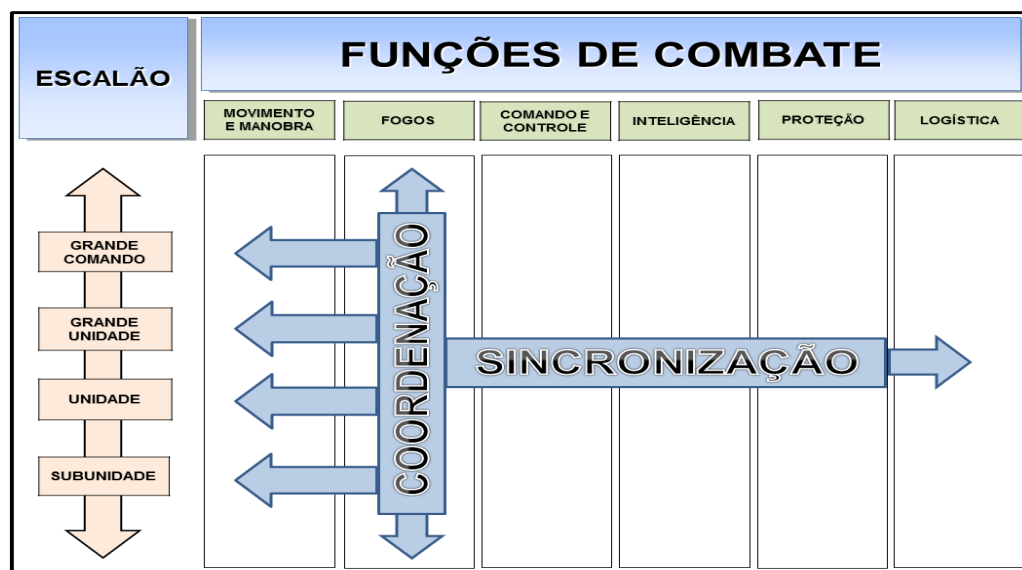 ESCALÃO
FUNÇÕES DE COMBATE
MOVIMENTO
E MANOBRA
FOGOS
COMANDO E
CONTROLE
INTELIGÊNCIA
PROTEÇÃO
LOGÍSTICA
GRANDE
COMANDO
GRANDE
UNIDADE
UNIDADE
SUBUNIDADE
COORDENAÇÃO
SINCRONIZAÇÃO